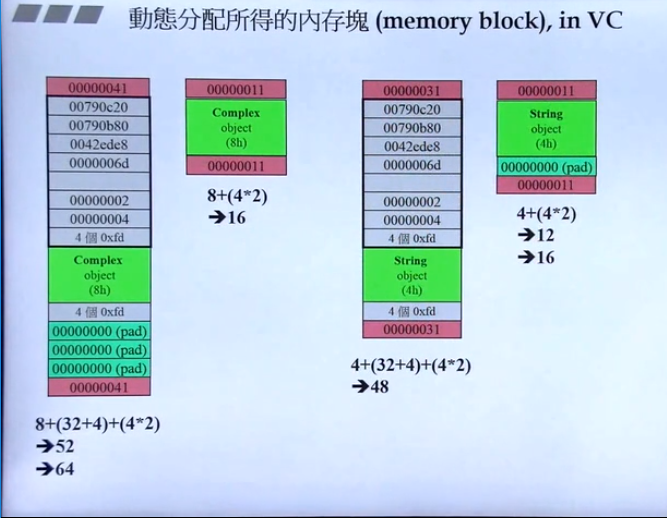 動態分配所得的內存塊 (memory block), in VC
00000041
00790c20
00790b80
0042ede8
0000006d
00000002
00000004
4 個 0xfd
Complex
object
(8h)
4 個 0xfd
00000000 (pad)
00000000 (pad)
00000000 (pad)
00000041
8+(32+4)+(4*2)
➔52
➔64
00000011
Complex
object
(8h)
00000011
8+(4*2)
➔16
00000031
00790c20
00790b80
0042ede8
0000006d
00000002
00000004
4 個 0xfd
String
object
(4h)
4 個 0xfd
00000031
4+(32+4)+(4*2)
➔48
00000011
String
object
(4h)
00000000 (pad)
00000011
4+(4*2)
➔12
➔16